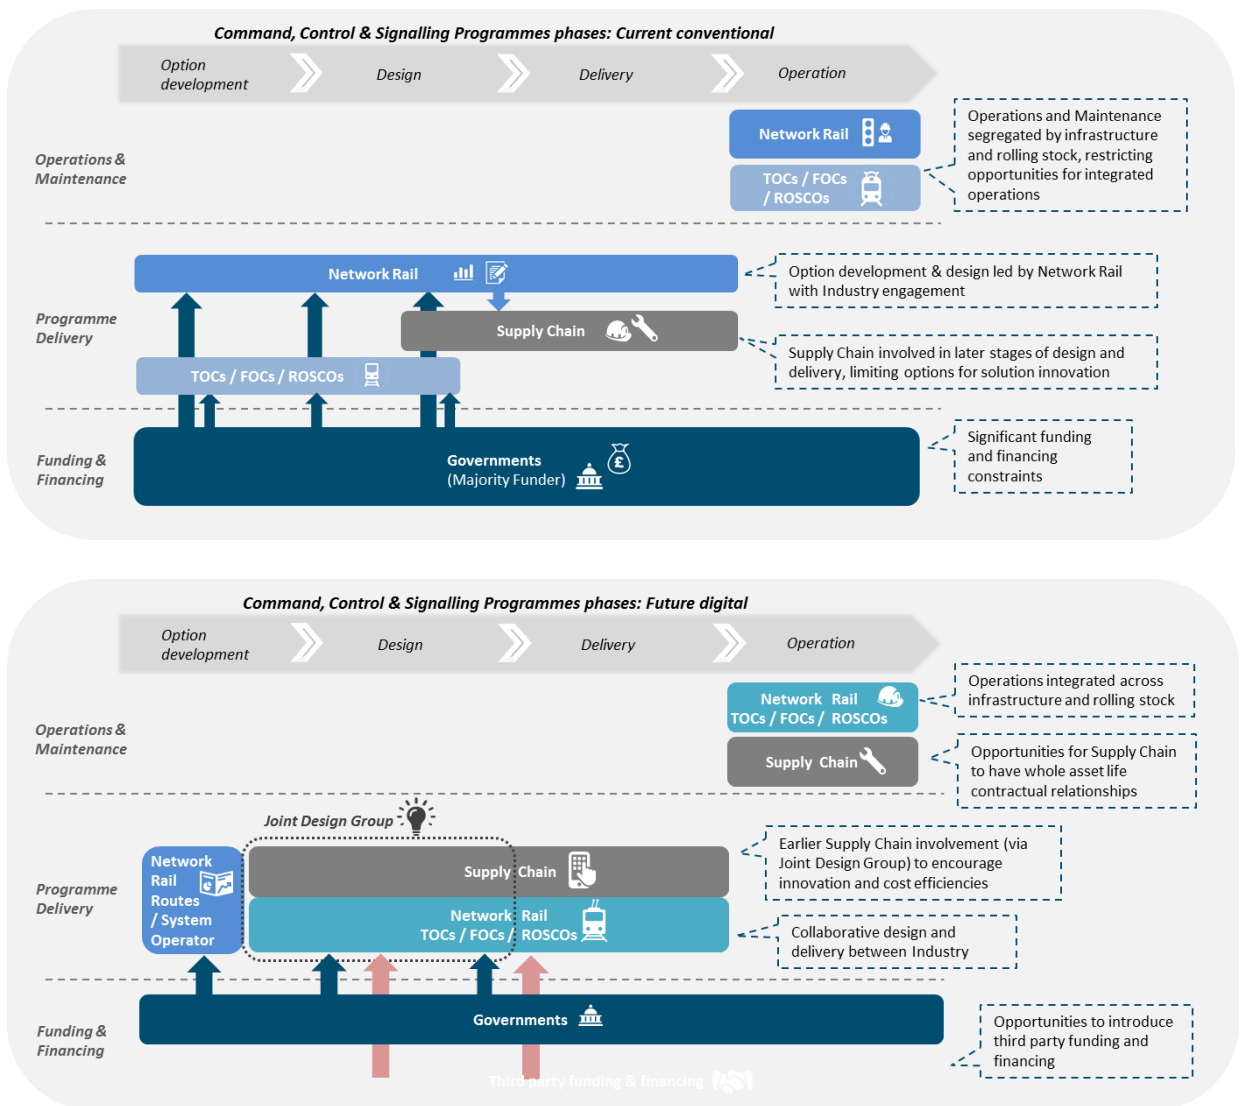 Command, Control & Signalling Programmes phases: Current conventional
Option
development
Design
Delivery
Operation
Operations &
Maintenance
Network Rail
TOCs / FOCs
/ ROSCOs
Operations and Maintenance
segregated by infrastructure
and rolling stock, restricting
opportunities for integrated
operations
Programme
Delivery
Network Rail
Supply Chain
TOCs / FOCs / ROSCOs
Option development & design led by Network Rail
with Industry engagement
Supply Chain involved in later stages of design and
delivery, limiting options for solution innovation
Funding &
Financing
Governments
(Majority Funder)
£
Significant funding
and financing
constraints
Command, Control & Signalling Programmes phases: Future digital
Option
development
Design
Delivery
Operation
Operations &
Maintenance
Network Rail
TOCs / FOCs / ROSCOs
Supply Chain
Operations integrated across
infrastructure and rolling stock
Opportunities for Supply Chain
to have whole asset life
contractual relationships
Programme
Delivery
Joint Design Group
Network
Rail
Routes
/ System
Operator
Supply Chain
Network Rail
TOCs / FOCs / ROSCOs
Earlier Supply Chain involvement (via
Joint Design Group) to encourage
innovation and cost efficiencies
Collaborative design and
delivery between Industry
Funding &
Financing
Governments
Third party funding & financing
Opportunities to introduce
third party funding and
financing